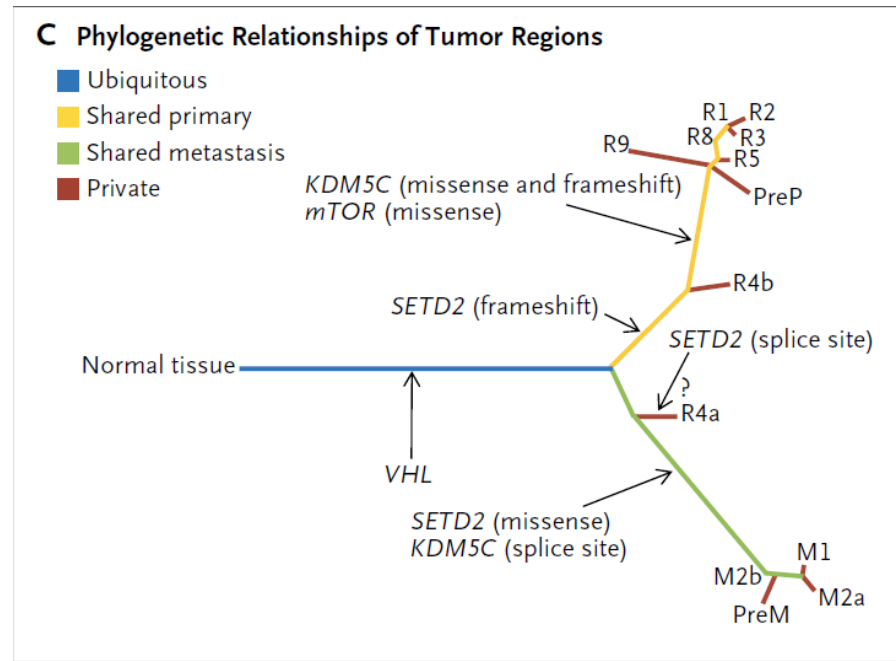 C Phylogenetic Relationships of Tumor Regions
Ubiquitous
Shared primary
Shared metastasis
Private
R1
R2
R8
R3
R9
R5
PreP
KDM5C (missense and frameshift)
mTOR (missense)
R4b
SETD2 (frameshift)
SETD2 (splice site)
Normal tissue
?
R4a
VHL
SETD2 (missense)
KDM5C (splice site)
M1
M2b
M2a
PreM